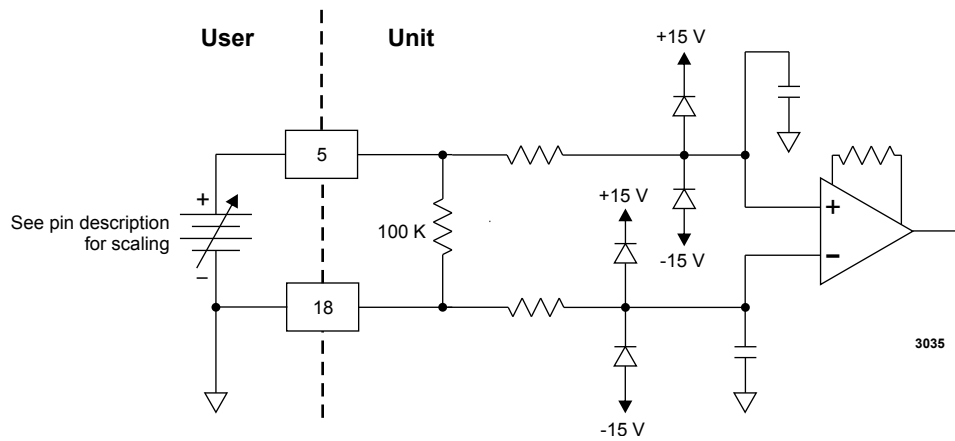 User
Unit
+15 V
5
+15 V
+
See pin description
for scaling
100 K
-15 V
+
−
−
18
3035
-15 V